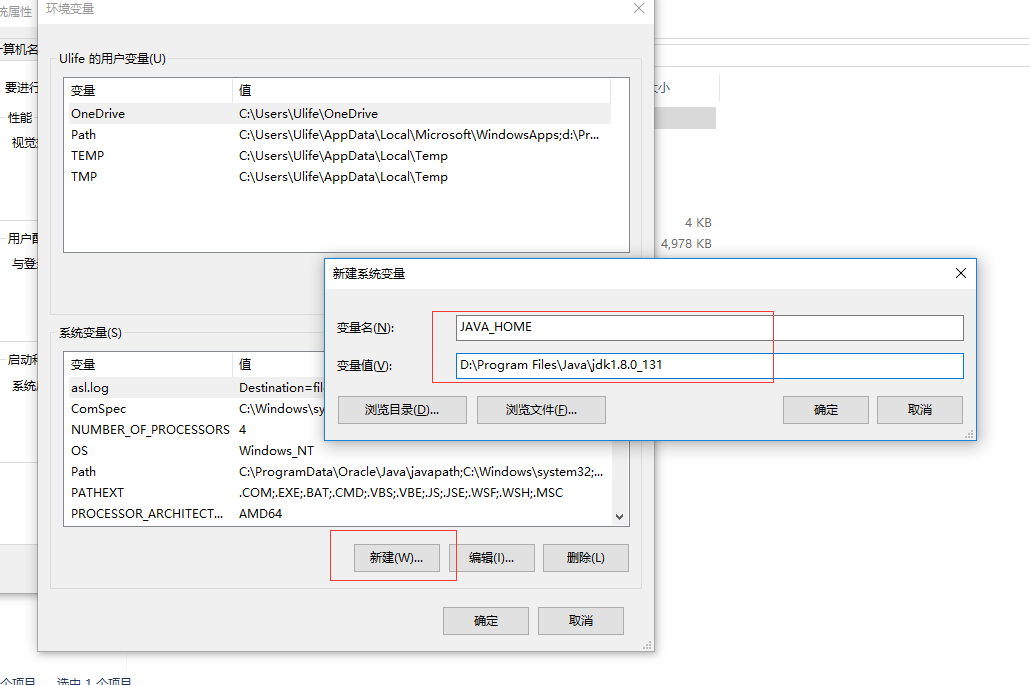 统属性
环境变量
计算机名
要进行
性能
视觉
用户配
与登
启动和
系统
大小
4 KB
4,978 KB
Ulife 的用户变量(U)
变量 值
OneDrive C:\Users\Ulife\OneDrive
Path C:\Users\Ulife\AppData\Local\Microsoft\WindowsApps;d:\Pr...
TEMP C:\Users\Ulife\AppData\Local\Temp
TMP C:\Users\Ulife\AppData\Local\Temp
新建系统变量
变量名(N): JAVA_HOME
变量值(V): D:\Program Files\Java\jdk1.8.0_131
浏览目录(D)... 浏览文件(F)... 确定 取消
系统变量(S)
变量 值
asl.log Destination=file
ComSpec C:\Windows\sy
NUMBER_OF_PROCESSORS 4
OS Windows_NT
Path C:\ProgramData\Oracle\Java\javapath;C:\Windows\system32;...
PATHEXT .COM;.EXE;.BAT;.CMD;.VBS;.VBE;.JS;.JSE;.WSF;.WSH;.MSC
PROCESSOR_ARCHITECT... AMD64
新建(W)... 编辑(I)... 删除(L)
确定 取消
个项目 选中 1 个项目